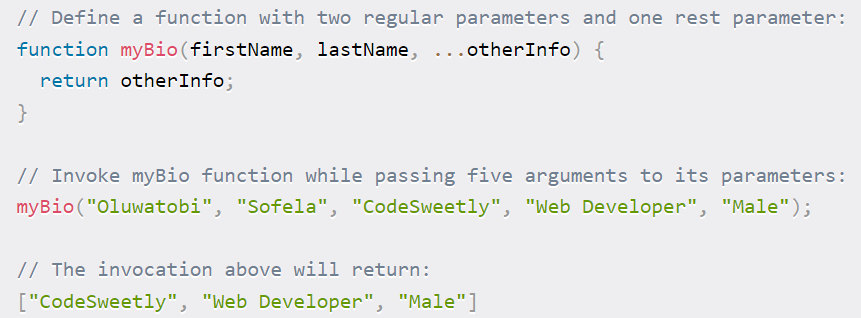 // Define a function with two regular parameters and one rest parameter:
function myBio(firstName, lastName, ...otherInfo) {
  return otherInfo;
}

// Invoke myBio function while passing five arguments to its parameters:
myBio("Oluwatobi", "Sofela", "CodeSweetly", "Web Developer", "Male");

// The invocation above will return:
["CodeSweetly", "Web Developer", "Male"]